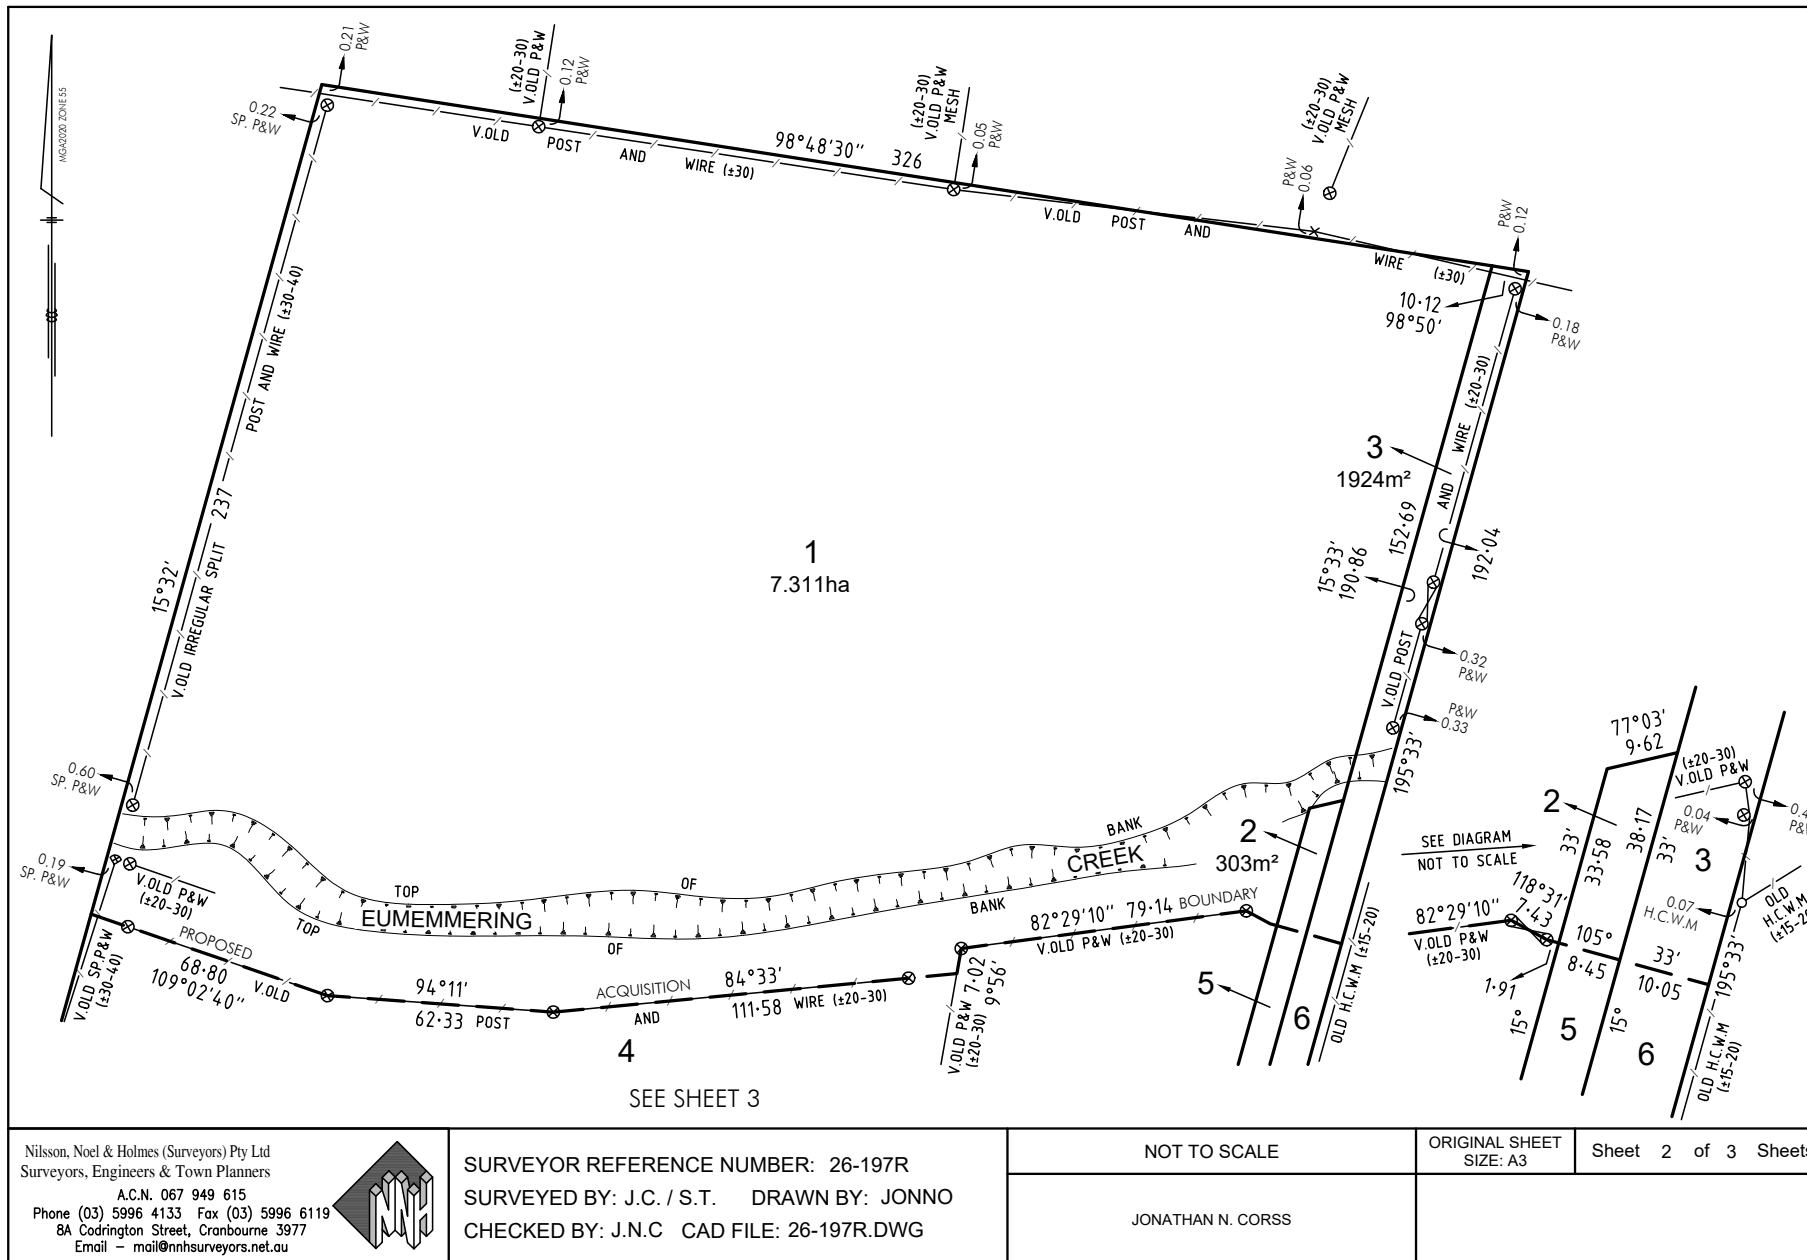 MGA2020 ZONE 55
0.21
P&W
0.22
SP. P&W
(±20-30)
V.OLD P&W
0.12
P&W
(±20-30)
V.OLD P&W
MESH
0.05
P&W
(±20-30)
V.OLD P&W
MESH
P&W
0.06
P&W
0.12
V.OLD POST AND WIRE (±30)
98°48'30" 326
V.OLD POST AND WIRE (±30)
10·12
98°50'
0.18
P&W
15°32'
V.OLD IRREGULAR SPLIT 237 POST AND WIRE (±30-40)
1
7.311ha
3
1924m²
152·69
15°33'
190·86
192·04
V.OLD POST AND WIRE (±20-30)
0.32
P&W
P&W
0.33
195°33'
0.60
SP. P&W
0.19
SP. P&W
V.OLD P&W
(±20-30)
V.OLD SP.P&W
(±30-40)
TOP OF BANK
EUMEMMERING CREEK
TOP OF BANK
2
303m²
PROPOSED ACQUISITION BOUNDARY
68·80
109°02'40"
V.OLD POST AND WIRE (±20-30)
94°11'
62·33
84°33'
111·58
V.OLD P&W 7·02
(±20-30) 9°56'
82°29'10" 79·14
V.OLD P&W (±20-30)
4
5
6
OLD H.C.W.M (±15-20)
SEE SHEET 3
SEE DIAGRAM
NOT TO SCALE
77°03'
9·62
2
33'
33·58
38·17
33'
15°
15°
(±20-30)
V.OLD P&W
0.04
P&W
3
0.07
H.C.W.M
OLD
H.C.W.M
118°31'
7·43
82°29'10"
V.OLD P&W
(±20-30)
1·91
105° 33'
8·45
10·05
5
6
195°33'
OLD H.C.W.M
(±15-20)
Nilsson, Noel & Holmes (Surveyors) Pty Ltd
Surveyors, Engineers & Town Planners
A.C.N. 067 949 615
Phone (03) 5996 4133 Fax (03) 5996 6119
8A Codrington Street, Cranbourne 3977
Email – mail@nnhsurveyors.net.au
NNH
SURVEYOR REFERENCE NUMBER: 26-197R
SURVEYED BY: J.C. / S.T. DRAWN BY: JONNO
CHECKED BY: J.N.C CAD FILE: 26-197R.DWG
NOT TO SCALE
JONATHAN N. CORSS
ORIGINAL SHEET
SIZE: A3
Sheet 2 of 3 Sheets